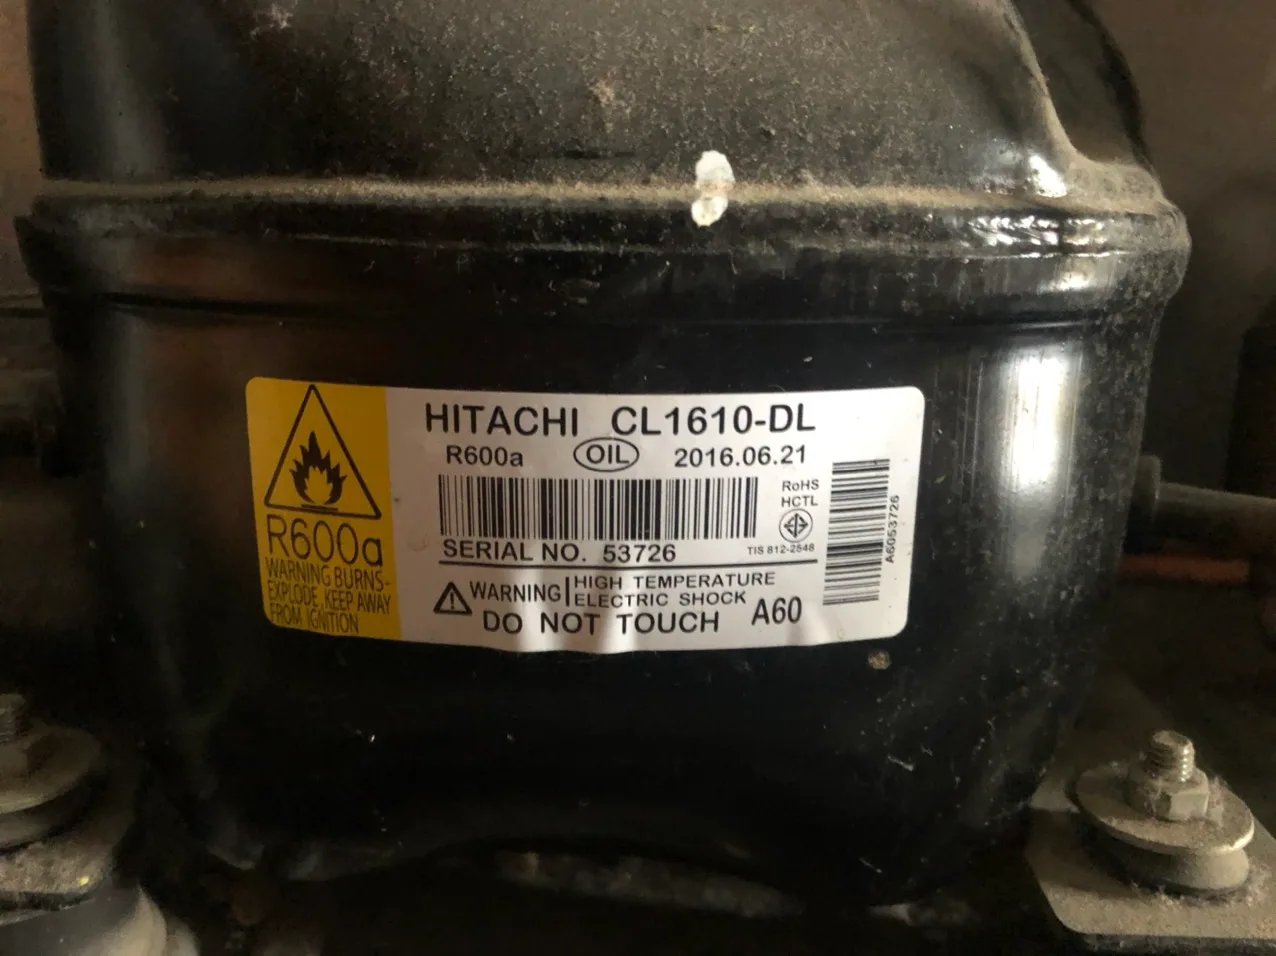 R600a
WARNING BURNS-
EXPLODE, KEEP AWAY
FROM IGNITION
HITACHI CL1610-DL
R600a OIL 2016.06.21
RoHS
HCTL
SERIAL NO. 53726
TIS 812-2548
WARNING HIGH TEMPERATURE
ELECTRIC SHOCK
DO NOT TOUCH A60
A6053726